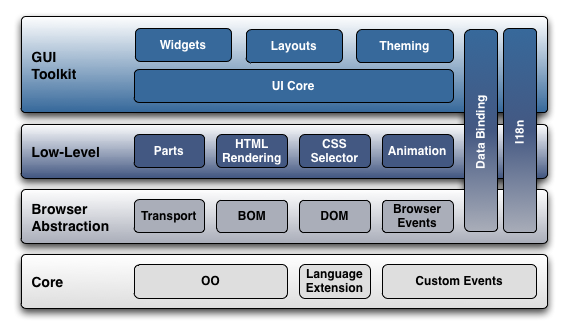 GUI
Toolkit
Widgets
Layouts
Theming
UI Core
Data Binding
I18n
Low-Level
Parts
HTML
Rendering
CSS
Selector
Animation
Browser
Abstraction
Transport
BOM
DOM
Browser
Events
Core
OO
Language
Extension
Custom Events